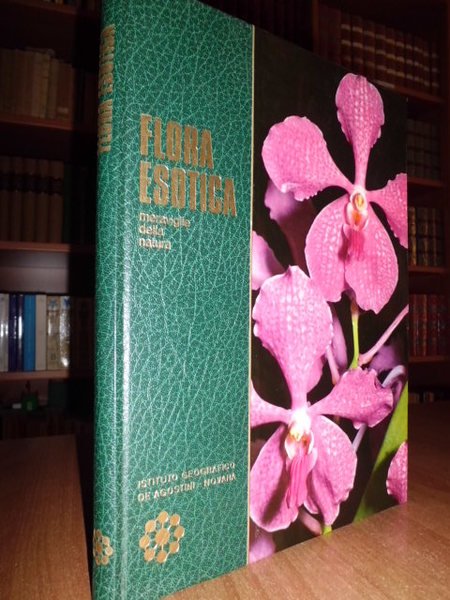 FLORA
ESOTICA
meraviglie
della
natura
ISTITUTO GEOGRAFICO
DE AGOSTINI - NOVARA